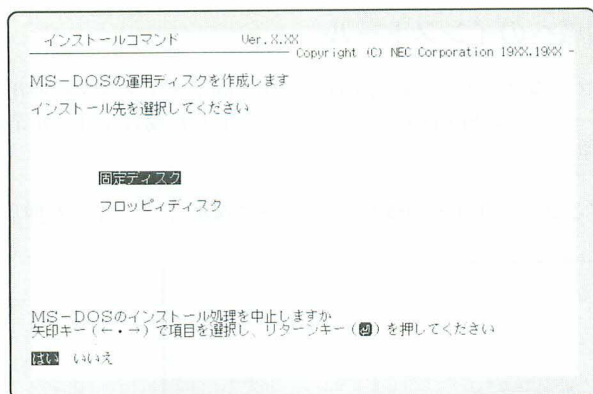 インストールコマンド Ver.X.XX
Copyright (C) NEC Corporation 19XX,19XX
MS-DOSの運用ディスクを作成します
インストール先を選択してください
固定ディスク
フロッピィディスク
MS-DOSのインストール処理を中止しますか
矢印キー(←・→)で項目を選択し、リターンキー(⏎)を押してください
はい いいえ